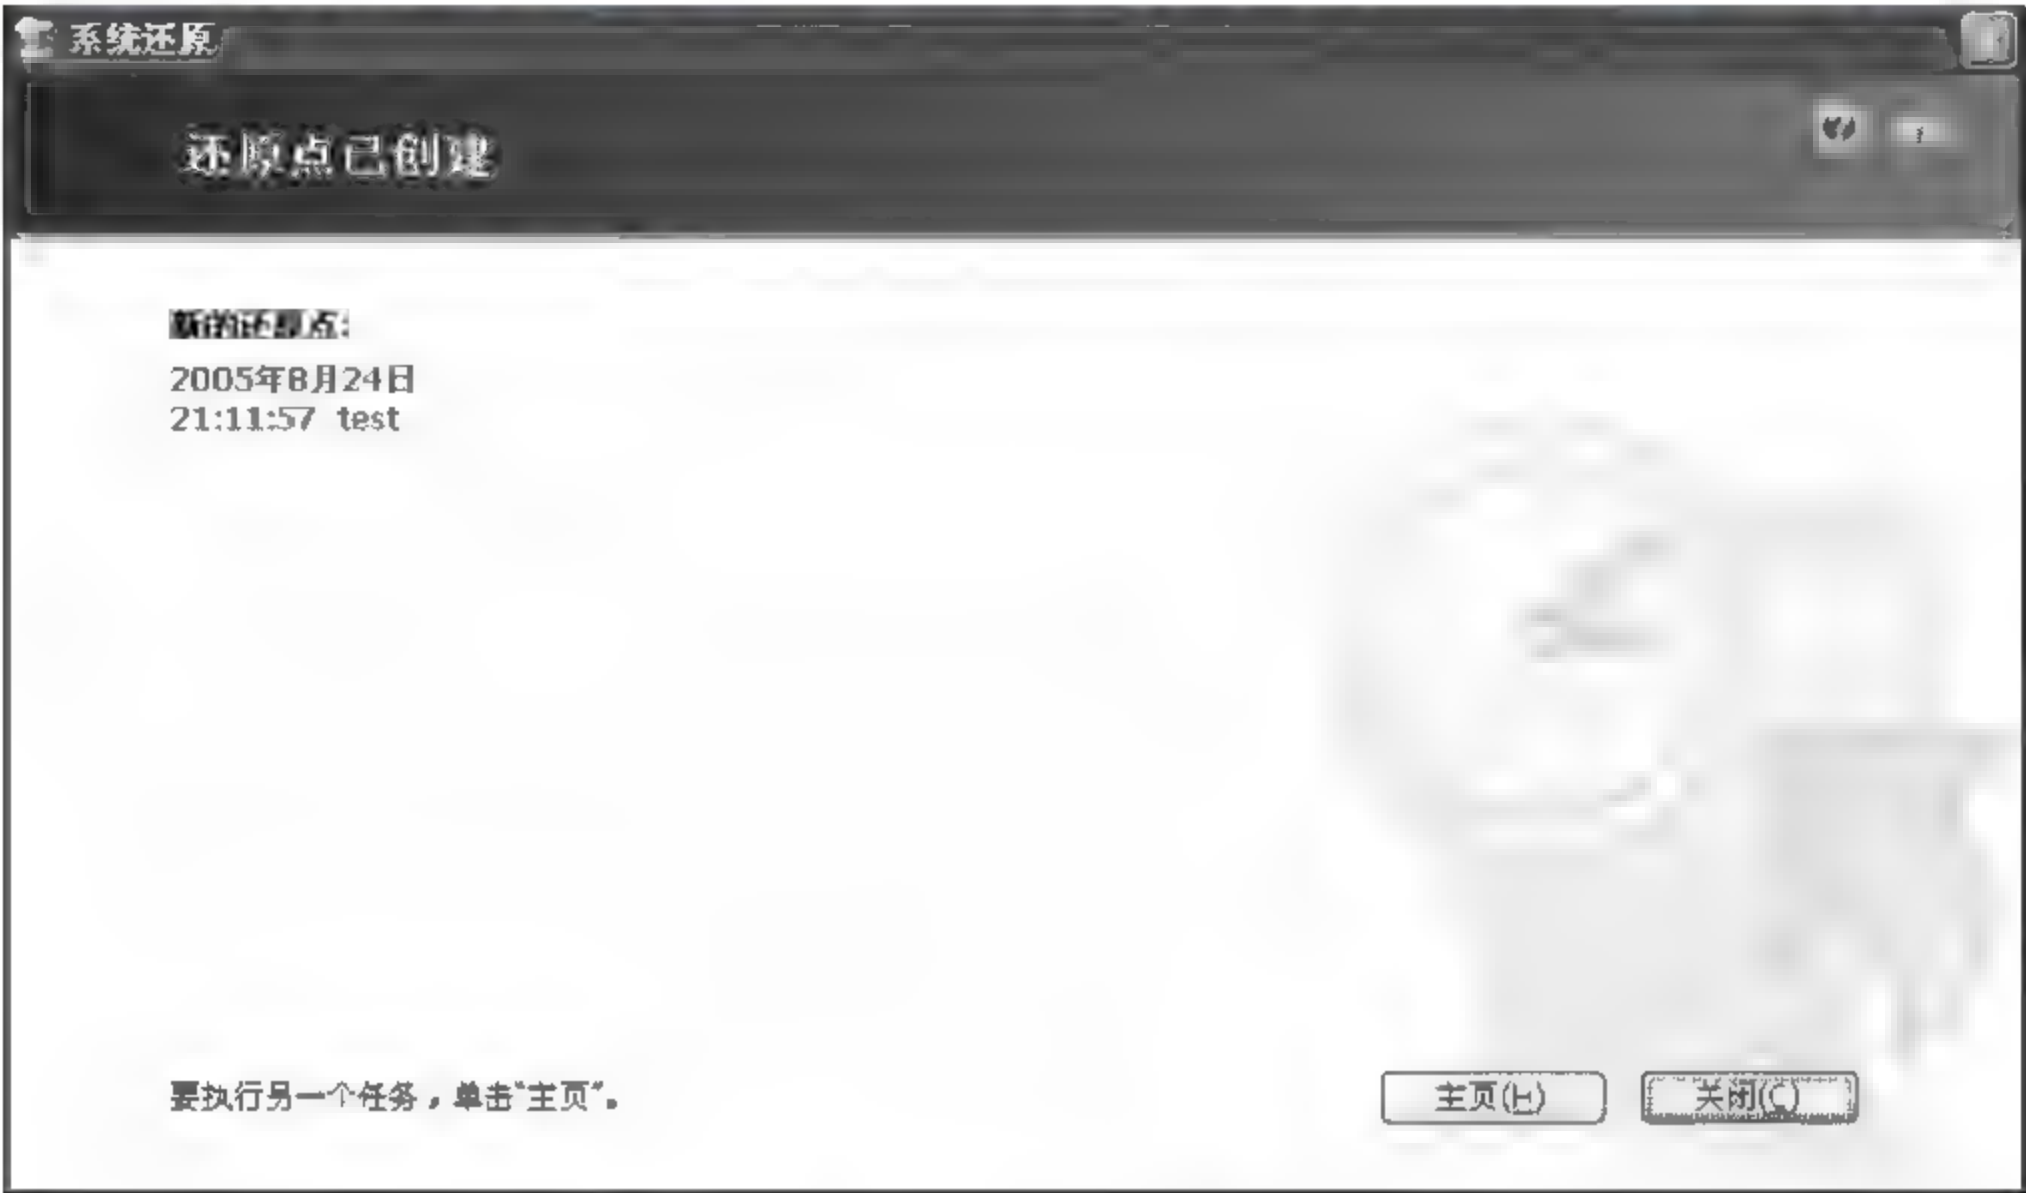 系统还原
还原点已创建
新的还原点:
2005年8月24日
21:11:57 test
要执行另一个任务，单击“主页”。
主页(H)
关闭(C)